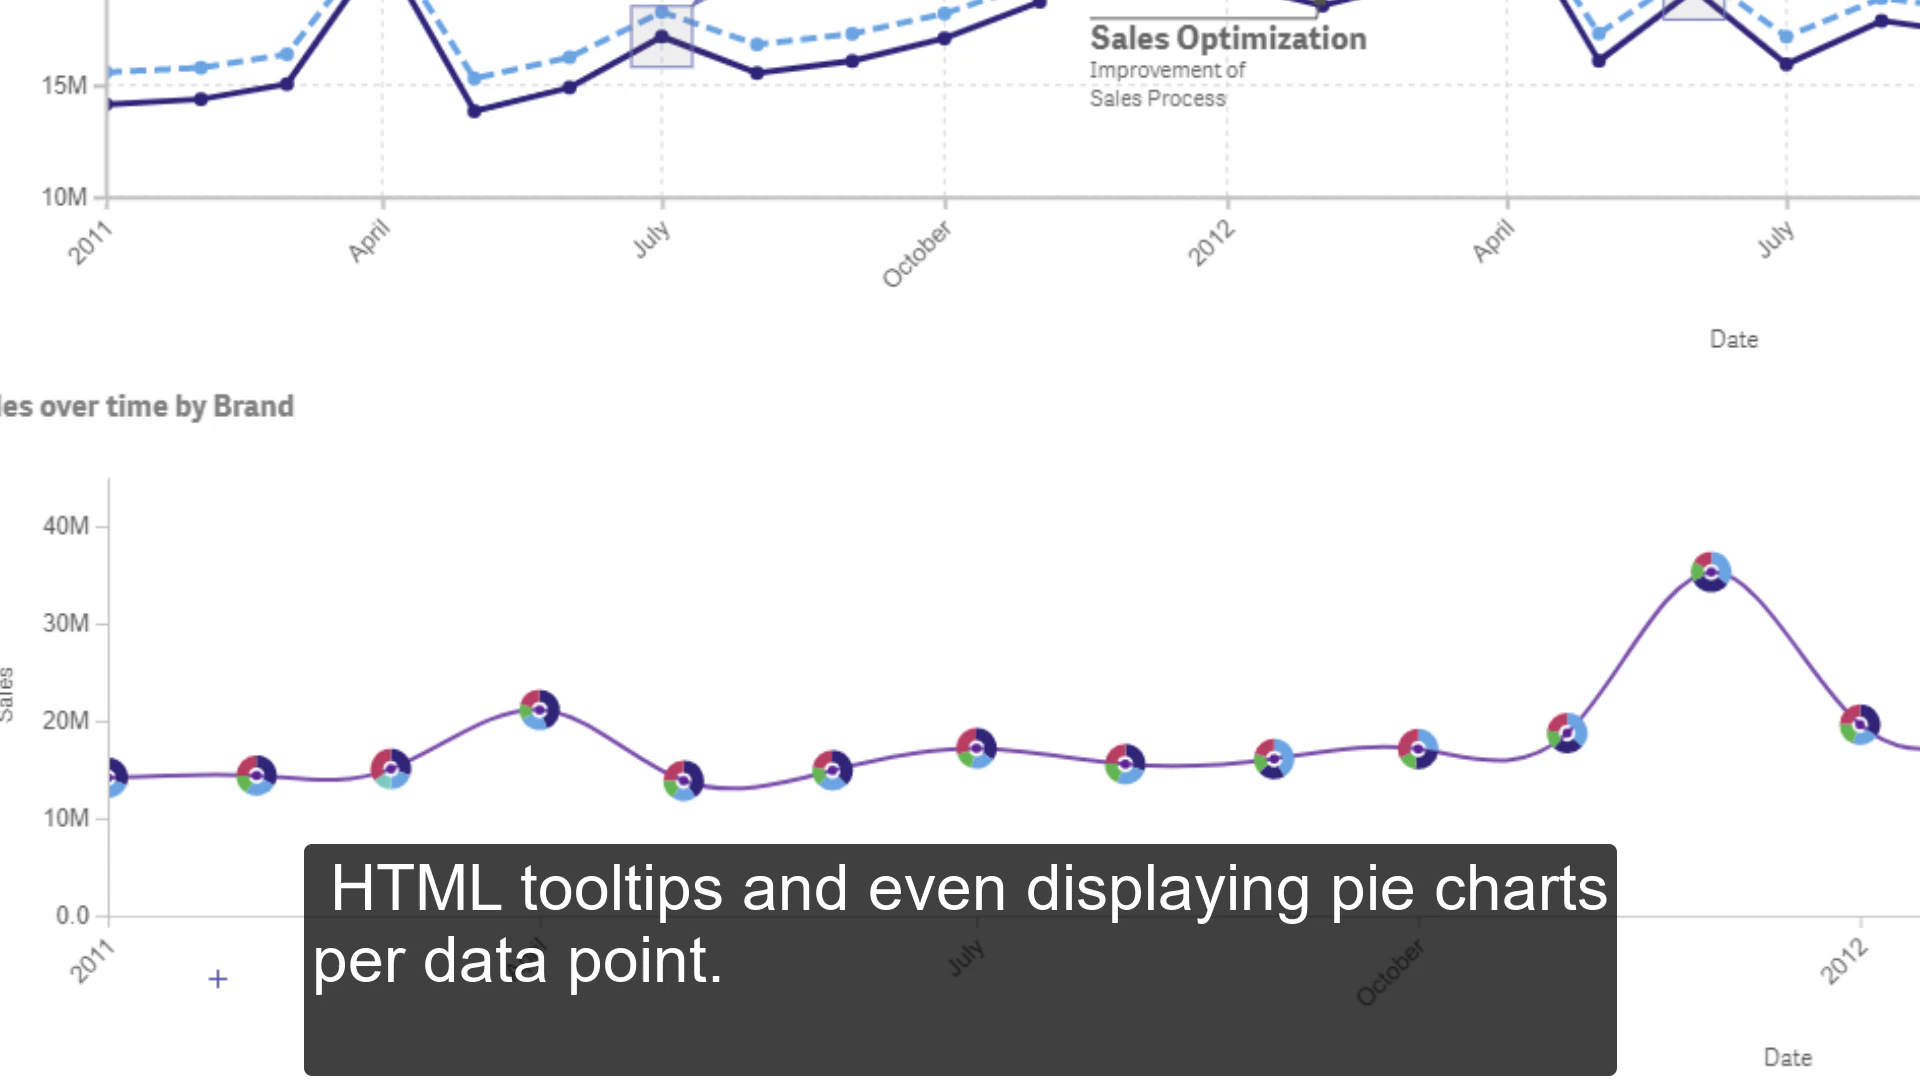 Sales Optimization
Improvement of
Sales Process
15M
10M
2011
April
July
October
2012
April
July
Date
les over time by Brand
40M
30M
20M
10M
0.0
Sales
2011
April
July
October
2012
Date
HTML tooltips and even displaying pie charts
per data point.